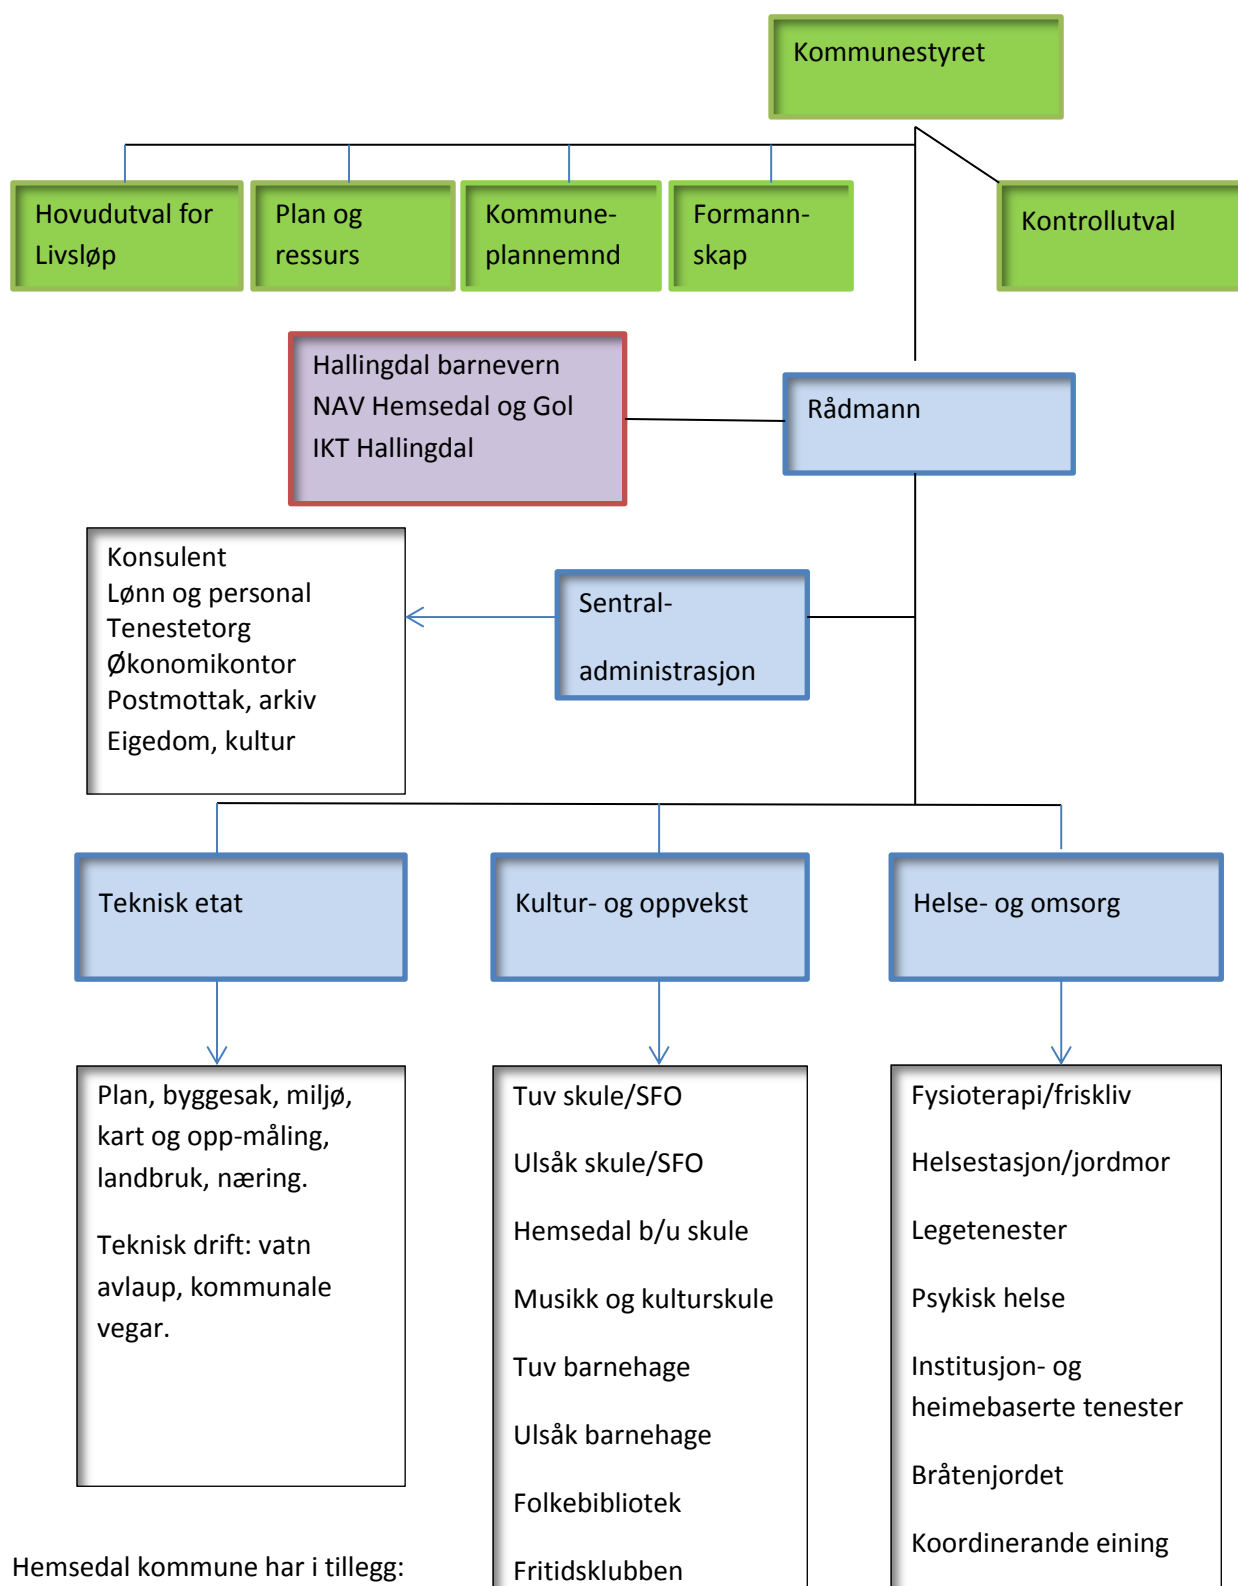 Kommunestyret
Hovudutval for
Livsløp
Plan og
ressurs
Kommune-
plannemnd
Formann-
skap
Kontrollutval
Hallingdal barnevern
NAV Hemsedal og Gol
IKT Hallingdal
Rådmann
Konsulent
Lønn og personal
Tenestetorg
Økonomikontor
Postmottak, arkiv
Eigedom, kultur
Sentral-
administrasjon
Teknisk etat
Kultur- og oppvekst
Helse- og omsorg
Plan, byggesak, miljø,
kart og opp-måling,
landbruk, næring.
Teknisk drift: vatn
avlaup, kommunale
vegar.
Tuv skule/SFO
Ulsåk skule/SFO
Hemsedal b/u skule
Musikk og kulturskule
Tuv barnehage
Ulsåk barnehage
Folkebibliotek
Fritidsklubben
Fysioterapi/friskliv
Helsestasjon/jordmor
Legetenester
Psykisk helse
Institusjon- og
heimebaserte tenester
Bråtenjordet
Koordinerande eining
Hemsedal kommune har i tillegg: